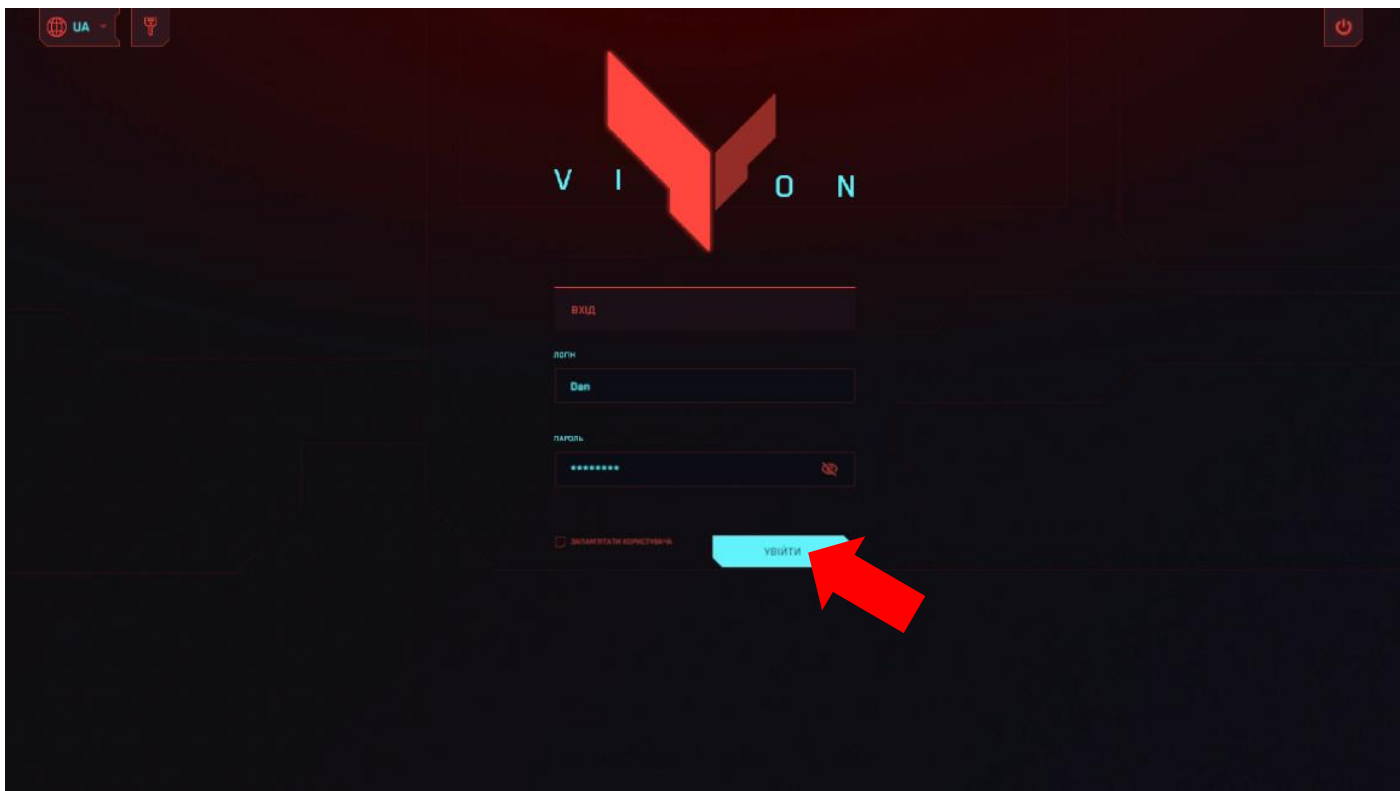 UA
V I O N
ВХІД
ЛОГІН
Dan
ПАРОЛЬ
********
ЗАПАМ'ЯТАТИ КОРИСТУВАЧА
УВІЙТИ